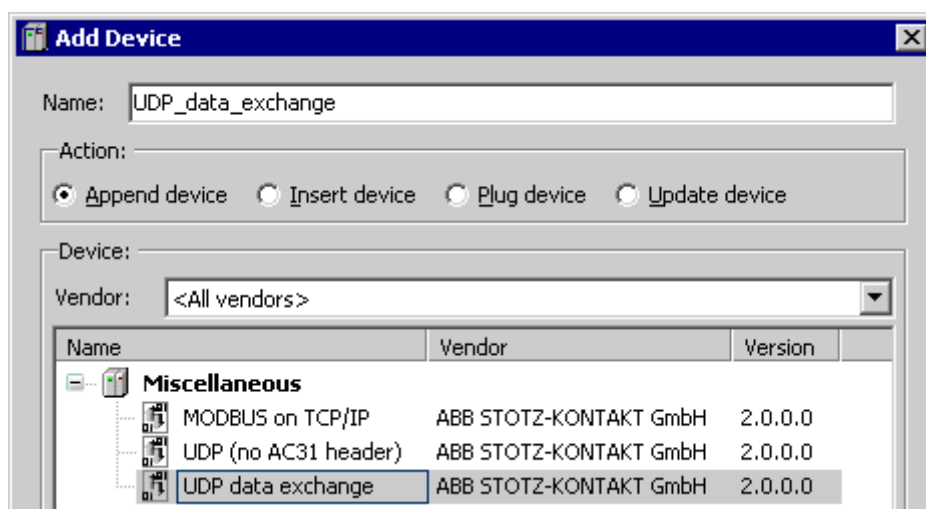 Add Device
Name: UDP_data_exchange
Action:
Append device Insert device Plug device Update device
Device:
Vendor: <All vendors>
Name Vendor Version
Miscellaneous
MODBUS on TCP/IP ABB STOTZ-KONTAKT GmbH 2.0.0.0
UDP (no AC31 header) ABB STOTZ-KONTAKT GmbH 2.0.0.0
UDP data exchange ABB STOTZ-KONTAKT GmbH 2.0.0.0